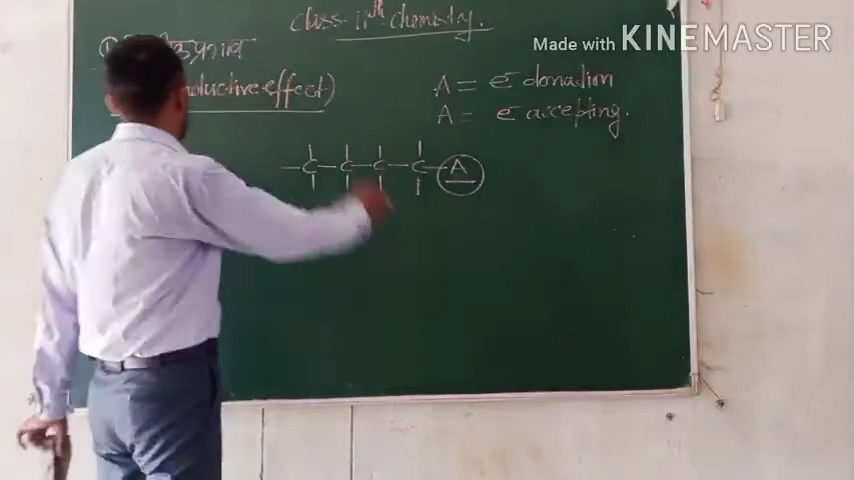 Class-11th chemistry.
Made with KINEMASTER
A = e donation
ductive effect)
A = e accepting.
-C-C-C-C-A